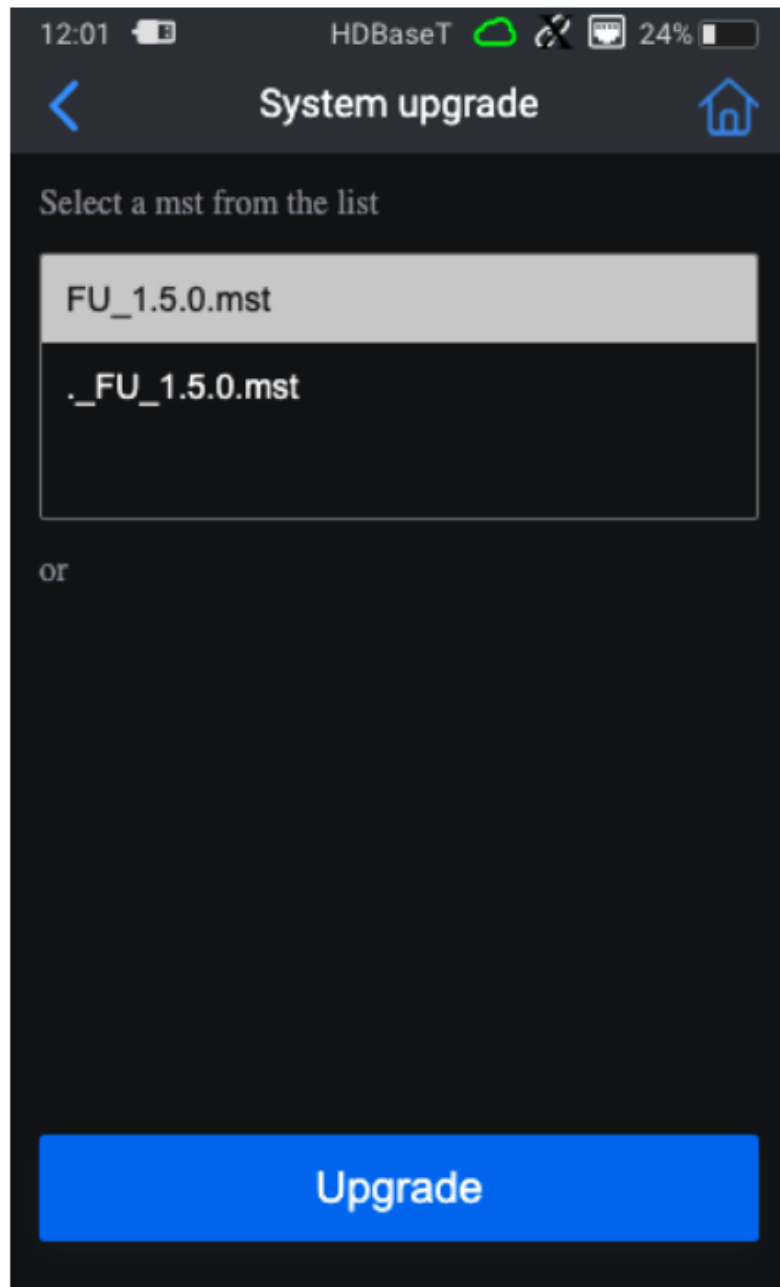 12:01 HDBaseT 24%
System upgrade
Select a mst from the list
FU_1.5.0.mst
._FU_1.5.0.mst
or
Upgrade